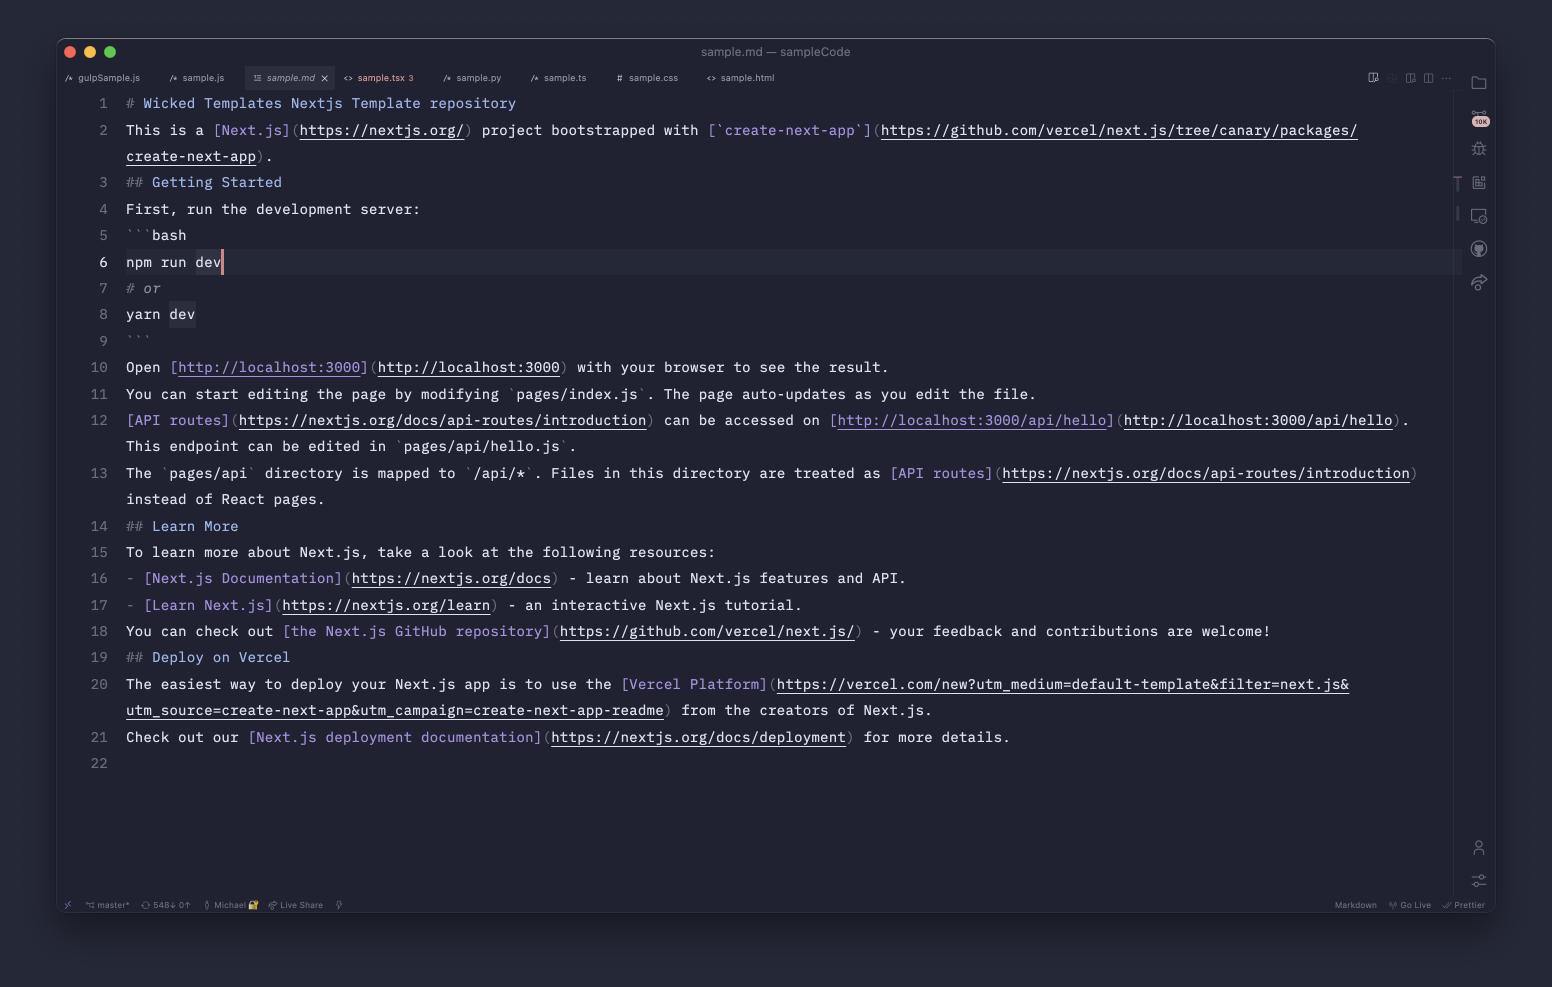 sample.md — sampleCode
gulpSample.js sample.js sample.md sample.tsx 3 sample.py sample.ts # sample.css <> sample.html
1 # Wicked Templates Nextjs Template repository
2 This is a [Next.js](https://nextjs.org/) project bootstrapped with [`create-next-app`](https://github.com/vercel/next.js/tree/canary/packages/
create-next-app).
3 ## Getting Started
4 First, run the development server:
5 ```bash
6 npm run dev
7 # or
8 yarn dev
9 ```
10 Open [http://localhost:3000](http://localhost:3000) with your browser to see the result.
11 You can start editing the page by modifying `pages/index.js`. The page auto-updates as you edit the file.
12 [API routes](https://nextjs.org/docs/api-routes/introduction) can be accessed on [http://localhost:3000/api/hello](http://localhost:3000/api/hello).
This endpoint can be edited in `pages/api/hello.js`.
13 The `pages/api` directory is mapped to `/api/*`. Files in this directory are treated as [API routes](https://nextjs.org/docs/api-routes/introduction)
instead of React pages.
14 ## Learn More
15 To learn more about Next.js, take a look at the following resources:
16 - [Next.js Documentation](https://nextjs.org/docs) - learn about Next.js features and API.
17 - [Learn Next.js](https://nextjs.org/learn) - an interactive Next.js tutorial.
18 You can check out [the Next.js GitHub repository](https://github.com/vercel/next.js/) - your feedback and contributions are welcome!
19 ## Deploy on Vercel
20 The easiest way to deploy your Next.js app is to use the [Vercel Platform](https://vercel.com/new?utm_medium=default-template&filter=next.js&
utm_source=create-next-app&utm_campaign=create-next-app-readme) from the creators of Next.js.
21 Check out our [Next.js deployment documentation](https://nextjs.org/docs/deployment) for more details.
22
10K
master* 548↓ 0↑ Michael 🔐 Live Share Markdown Go Live Prettier